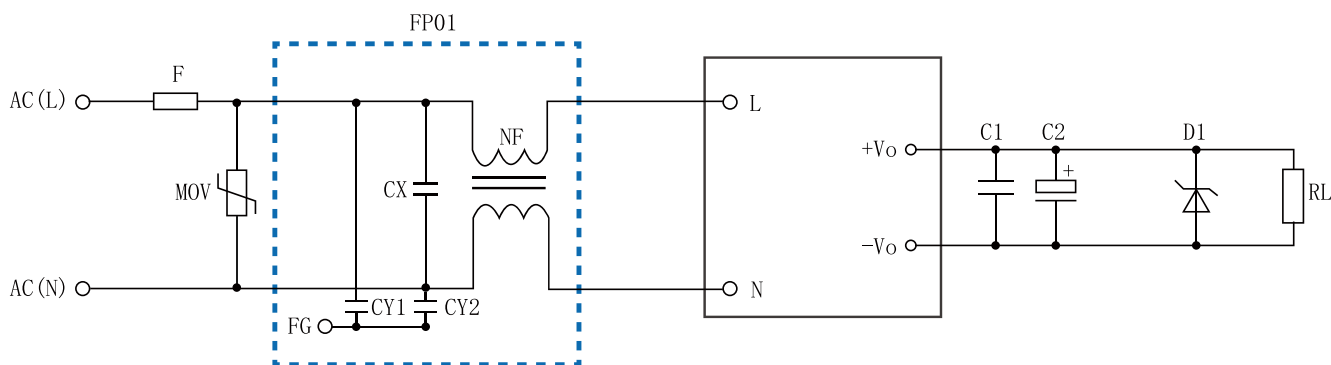 FP01
F
AC(L)
L
NF
C1
C2
D1
+Vo
+
MOV
CX
RL
-Vo
AC(N)
N
CY1
CY2
FG